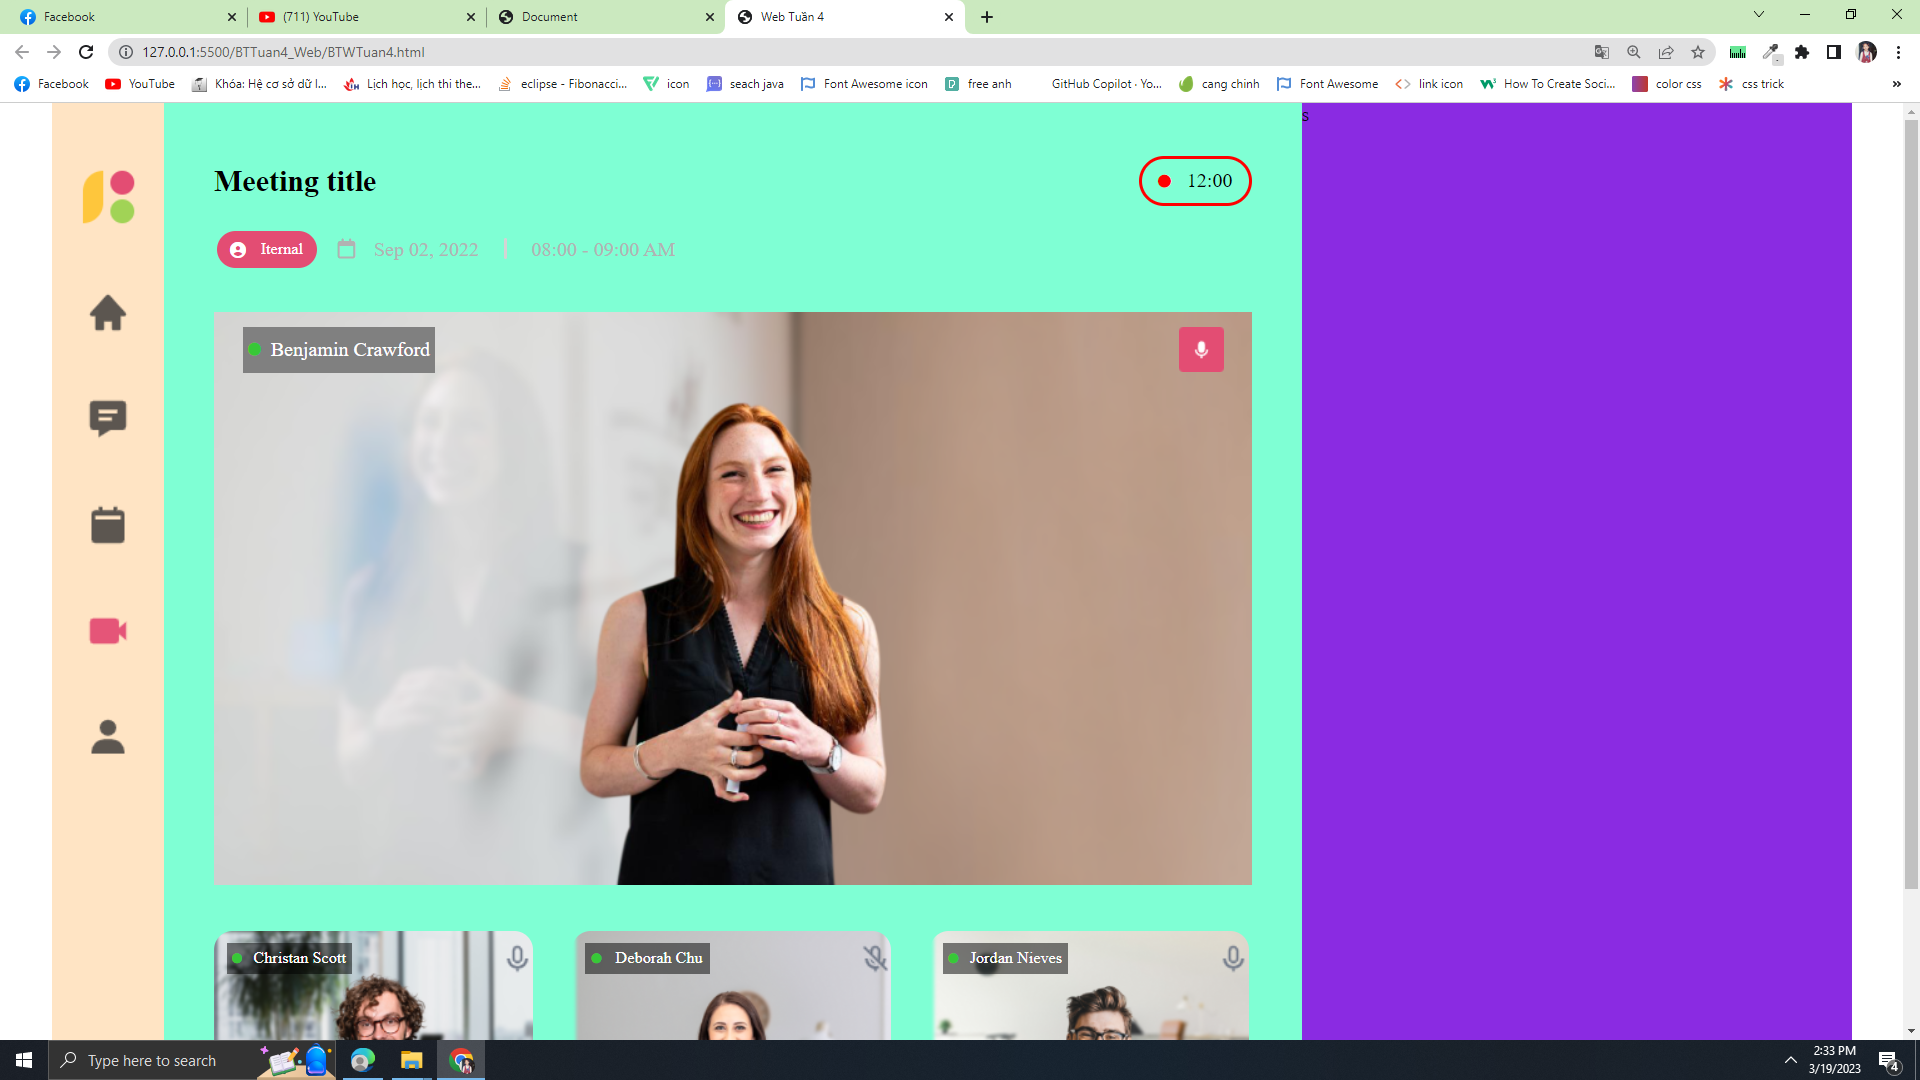 Facebook
(711) YouTube
Document
Web Tuần 4
127.0.0.1:5500/BTTuan4_Web/BTWTuan4.html
Facebook
YouTube
Khóa: Hệ cơ sở dữ l...
Lịch học, lịch thi the...
eclipse - Fibonacci...
icon
seach java
Font Awesome icon
free anh
GitHub Copilot · Yo...
cang chinh
Font Awesome
link icon
How To Create Soci...
color css
css trick
»
s
Meeting title
12:00
Iternal
Sep 02, 2022
08:00 - 09:00 AM
Benjamin Crawford
Christan Scott
Deborah Chu
Jordan Nieves
Type here to search
2:33 PM
3/19/2023
4